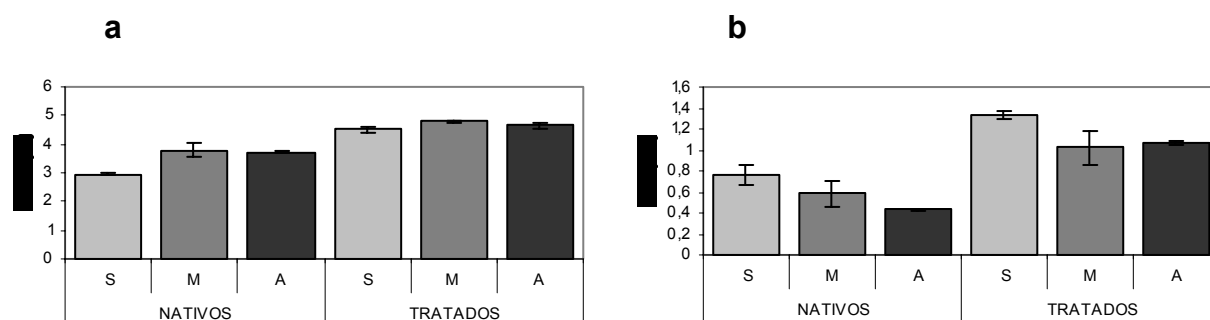 a
b
6
5
4
3
2
1
0
S M A S M A
NATIVOS TRATADOS
1,6
1,4
1,2
1
0,8
0,6
0,4
0,2
0
S M A S M A
NATIVOS TRATADOS